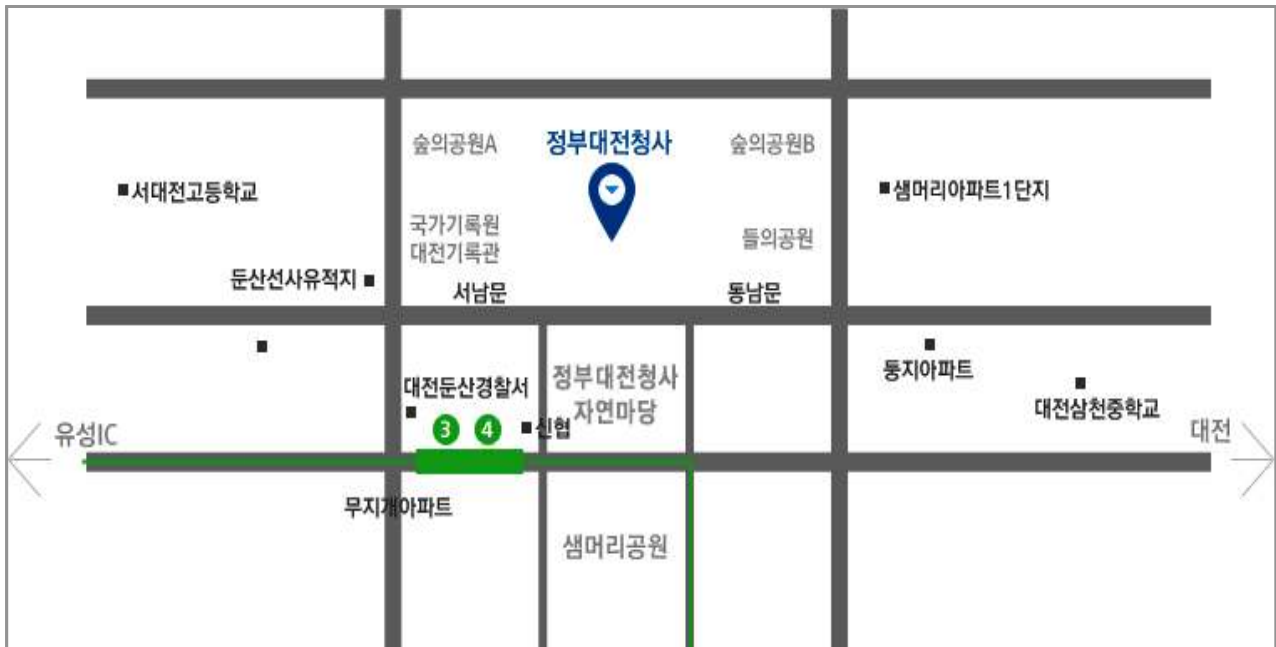 숲의공원A
정부대전청사
숲의공원B
서대전고등학교
샘머리아파트1단지
국가기록원
대전기록관
들의공원
둔산선사유적지
서남문
동남문
대전둔산경찰서
정부대전청사
자연마당
둥지아파트
대전삼천중학교
3
4
신협
유성IC
대전
무지개아파트
샘머리공원